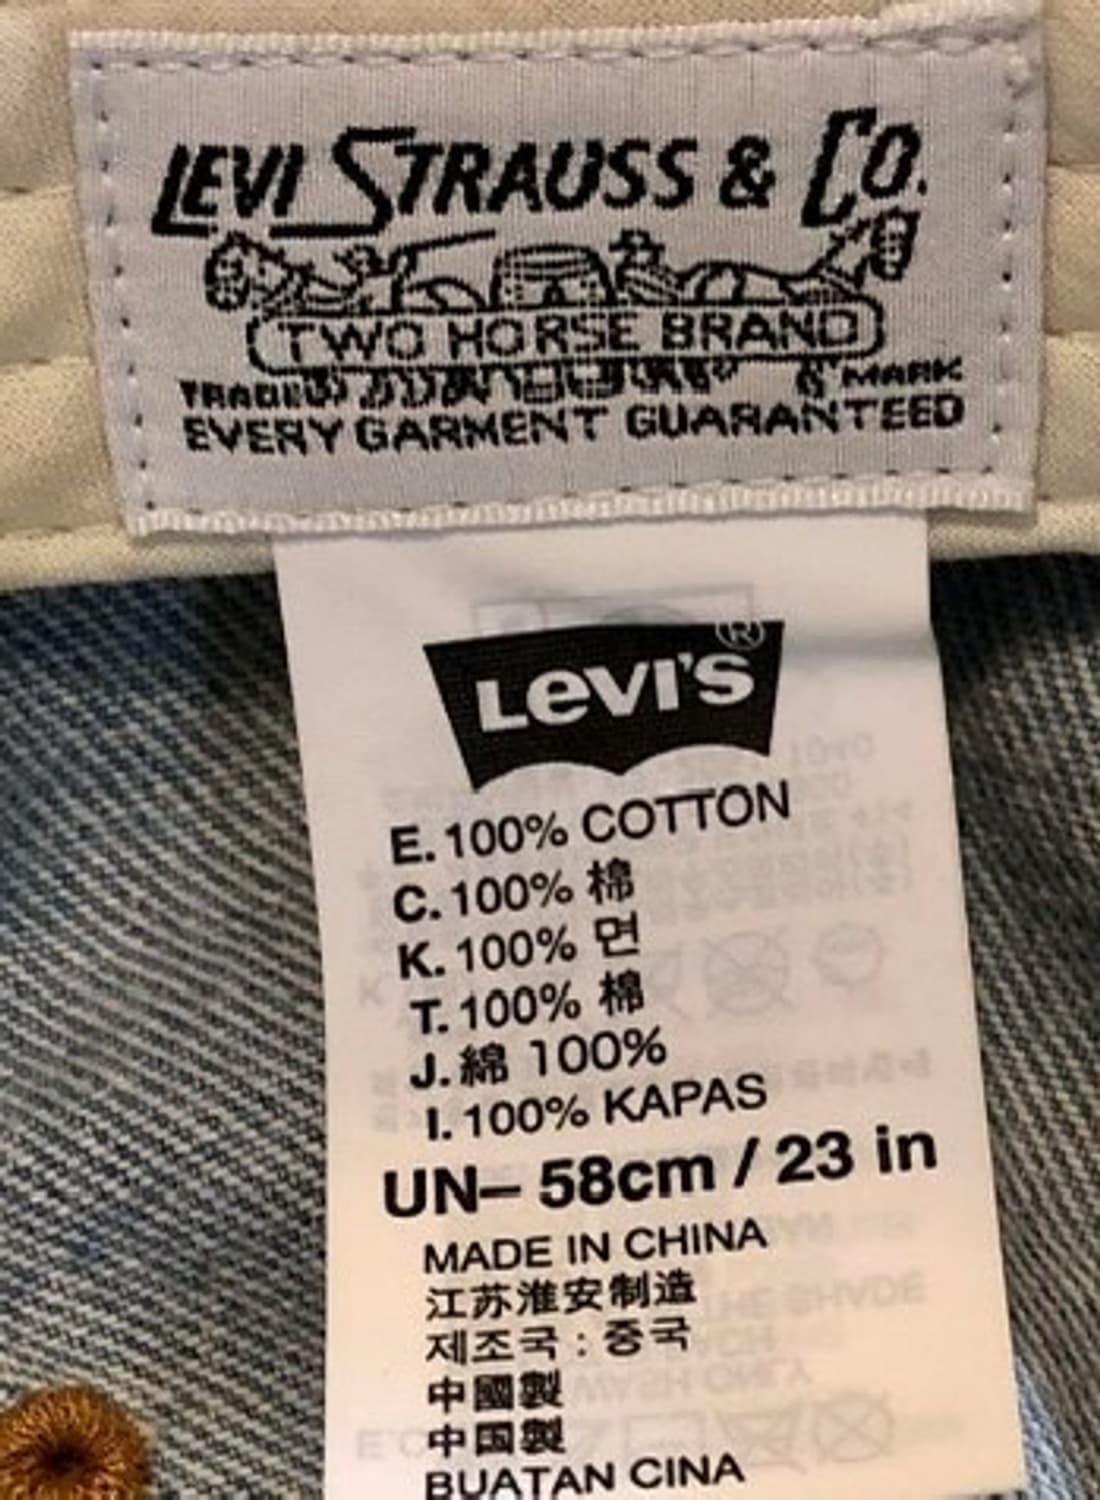 LEVI STRAUSS & CO.
TWO HORSE BRAND
TRADE MARK
EVERY GARMENT GUARANTEED
LEVI'S®
E. 100% COTTON
C. 100% 棉
K. 100% 면
T. 100% 棉
J. 綿 100%
I. 100% KAPAS
UN– 58cm / 23 in
MADE IN CHINA
江苏淮安制造
제조국 : 중국
中國製
中国製
BUATAN CINA